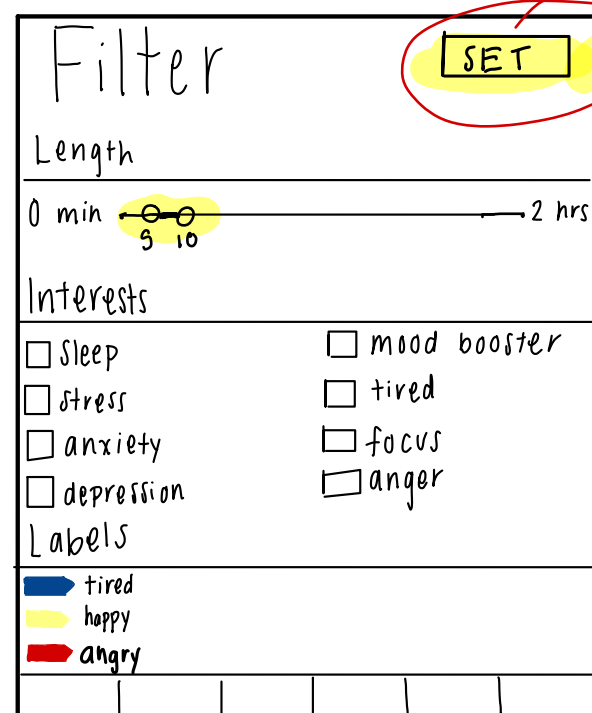 Filter
SET
Length
0 min
2 hrs
5 10
Interests
sleep
stress
anxiety
depression
mood booster
tired
focus
anger
Labels
tired
happy
angry